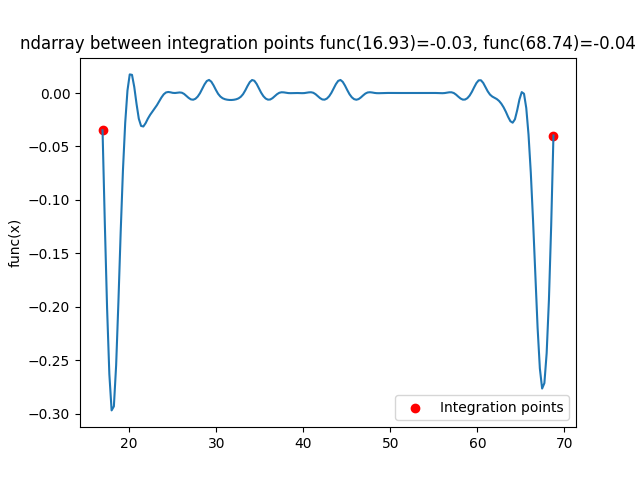 ndarray between integration points func(16.93)=-0.03, func(68.74)=-0.04
0.00
−0.05
−0.10
−0.15
−0.20
−0.25
−0.30
func(x)
Integration points
20 30 40 50 60 70